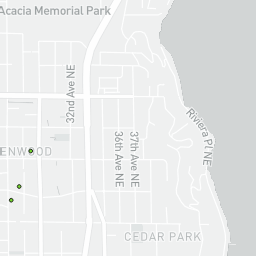 Acacia Memorial Park
32nd Ave NE
Riviera Pl NE
36th Ave NE
37th Ave NE
ENWOOD
CEDAR PARK